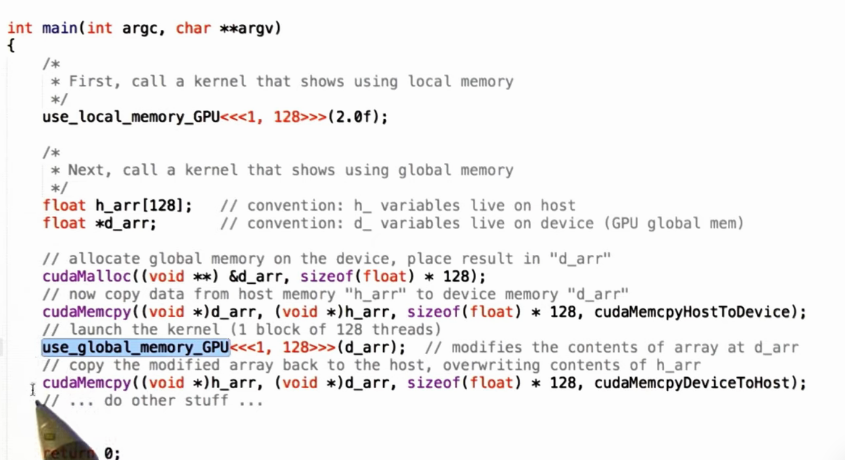 int main(int argc, char **argv)
{
/*
* First, call a kernel that shows using local memory
*/
use_local_memory_GPU<<<1, 128>>>(2.0f);
/*
* Next, call a kernel that shows using global memory
*/
float h_arr[128];   // convention: h_ variables live on host
float *d_arr;       // convention: d_ variables live on device (GPU global mem)
// allocate global memory on the device, place result in "d_arr"
cudaMalloc((void **) &d_arr, sizeof(float) * 128);
// now copy data from host memory "h_arr" to device memory "d_arr"
cudaMemcpy((void *)d_arr, (void *)h_arr, sizeof(float) * 128, cudaMemcpyHostToDevice);
// launch the kernel (1 block of 128 threads)
use_global_memory_GPU<<<1, 128>>>(d_arr);  // modifies the contents of array at d_arr
// copy the modified array back to the host, overwriting contents of h_arr
cudaMemcpy((void *)h_arr, (void *)d_arr, sizeof(float) * 128, cudaMemcpyDeviceToHost);
// ... do other stuff ...
return 0;